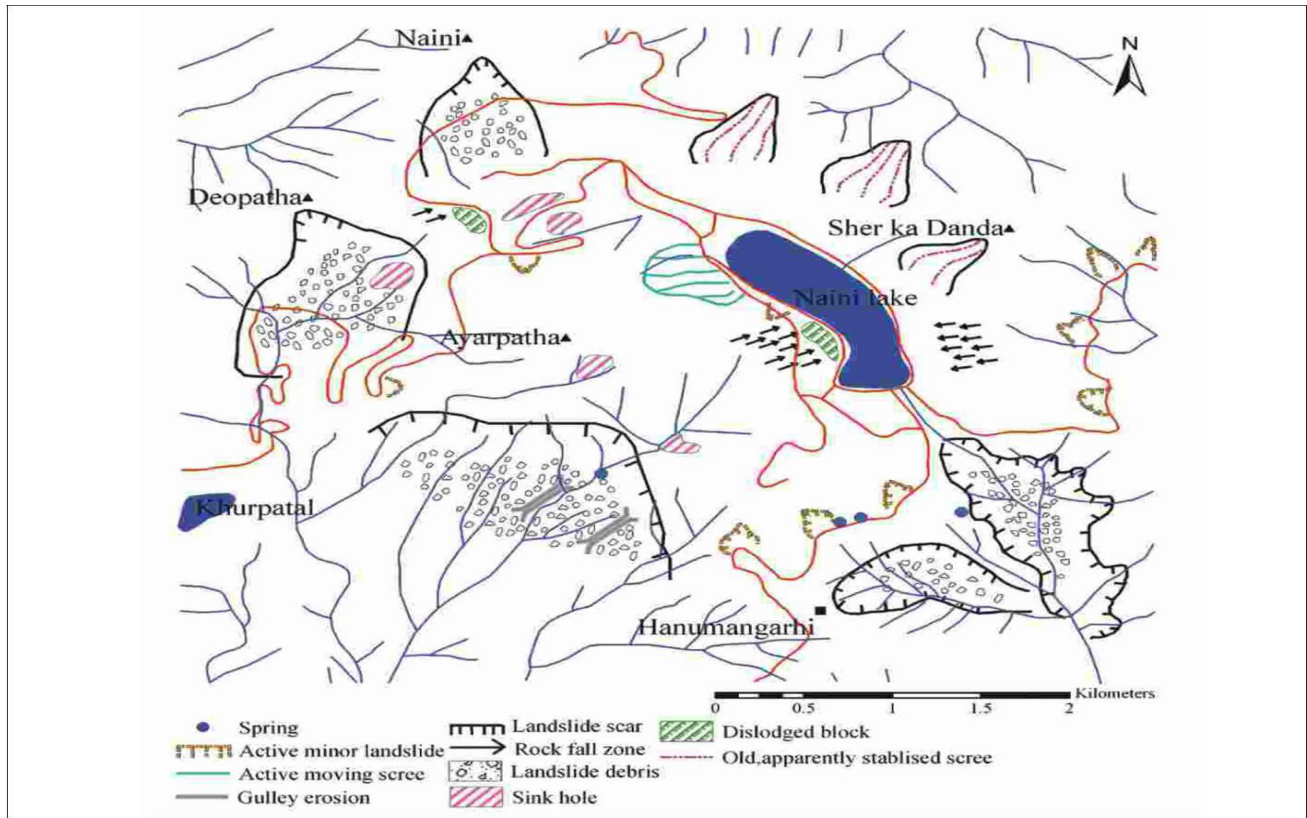 Naini
N
Deopatha
Sher ka Danda
Naini lake
Ayarpatha
Khurpatal
Hanumangarhi
Kilometers
0 0.5 1 2
Spring
Active minor landslide
Active moving scree
Gulley erosion
Landslide scar
Rock fall zone
Landslide debris
Sink hole
Dislodged block
Old,apparently stablised scree